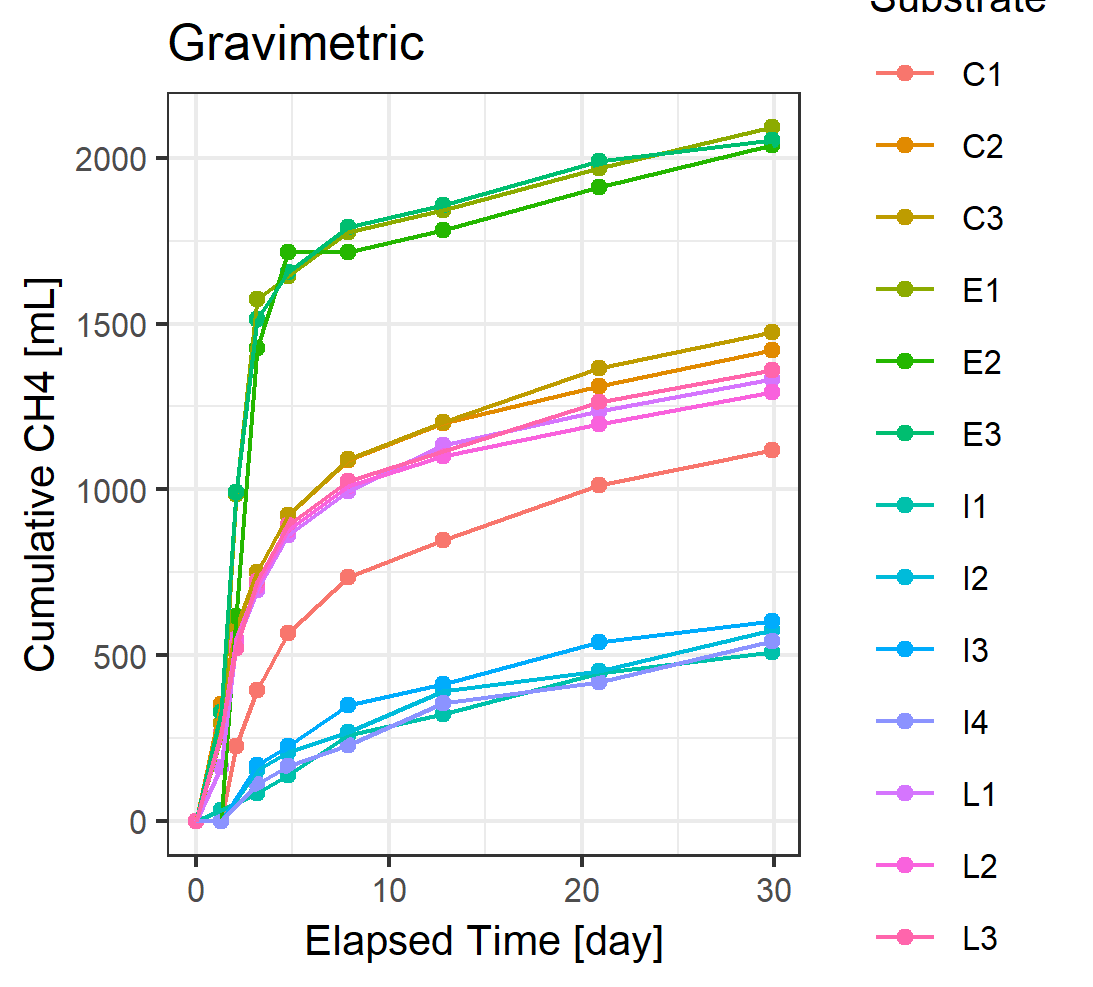 Substrate
Gravimetric
C1
C2
C3
E1
E2
E3
I1
I2
I3
I4
L1
L2
L3
2000
1500
1000
500
0
0 10 20 30
Elapsed Time [day]
Cumulative CH4 [mL]